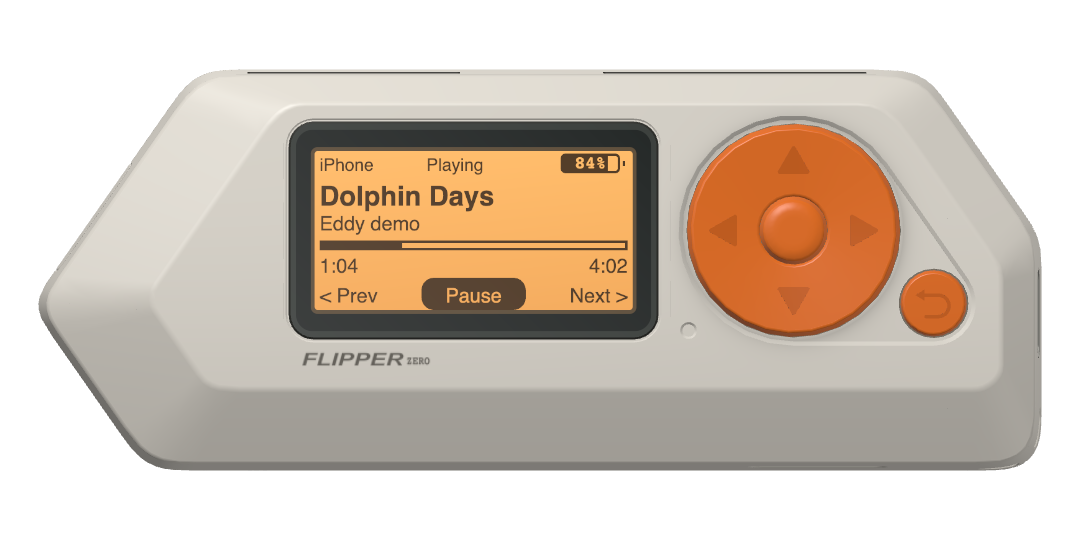 iPhone Playing 84%
Dolphin Days
Eddy demo
1:04 4:02
< Prev Pause Next >
FLIPPER ZERO